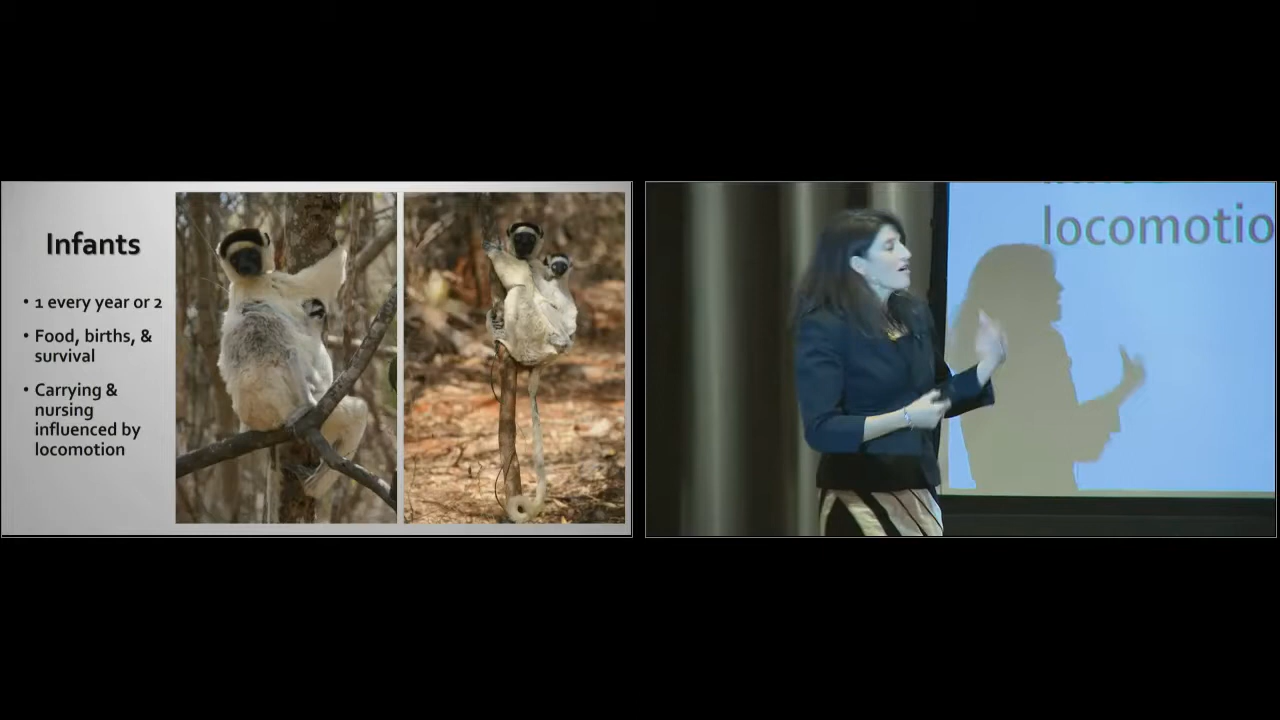 Infants
• 1 every year or 2
• Food, births, &
survival
• Carrying &
nursing
influenced by
locomotion
locomotio